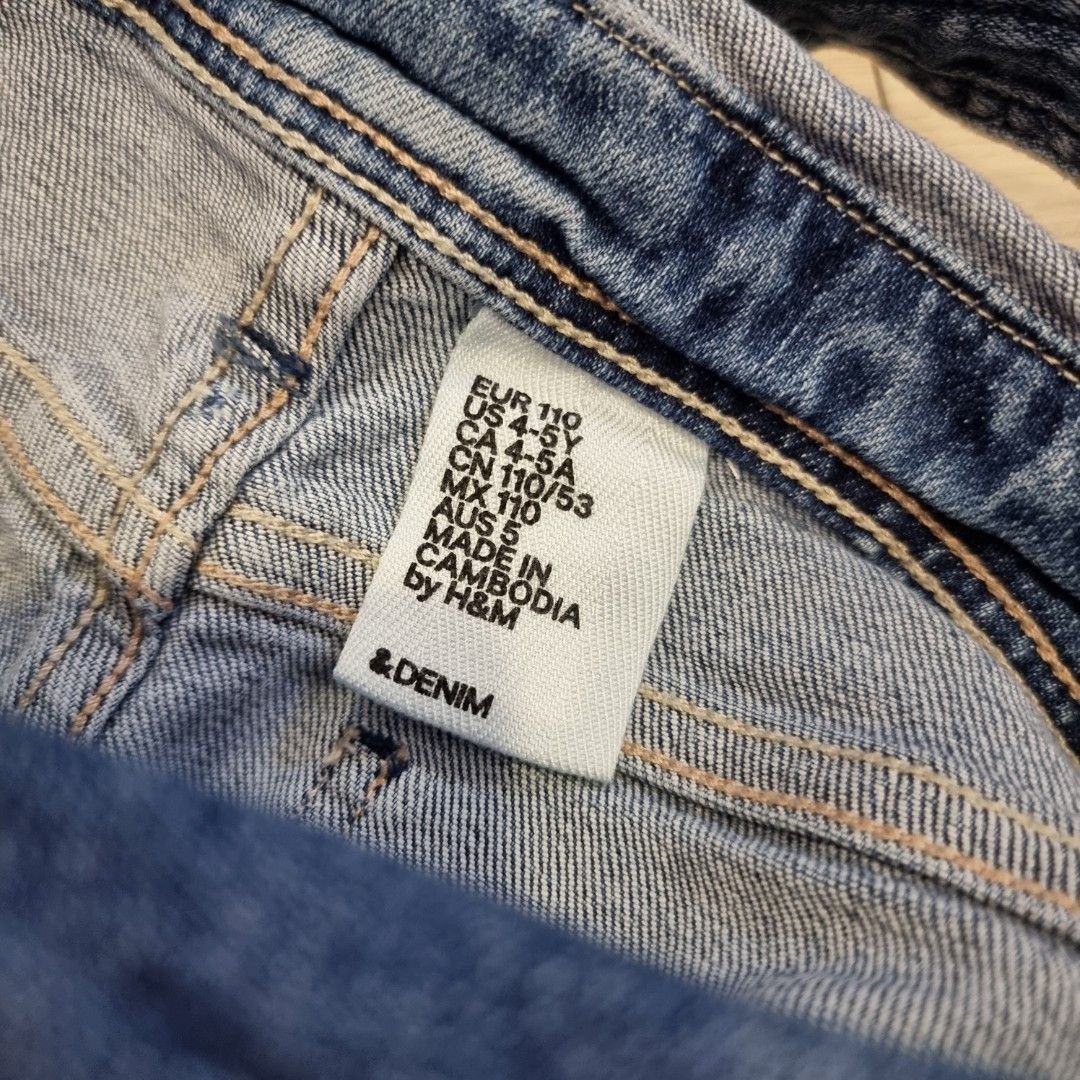 EUR 110
US 4-5Y
CA 4-5A
CN 110/53
MX 110
AUS 5
MADE IN
CAMBODIA
by H&M
&DENIM